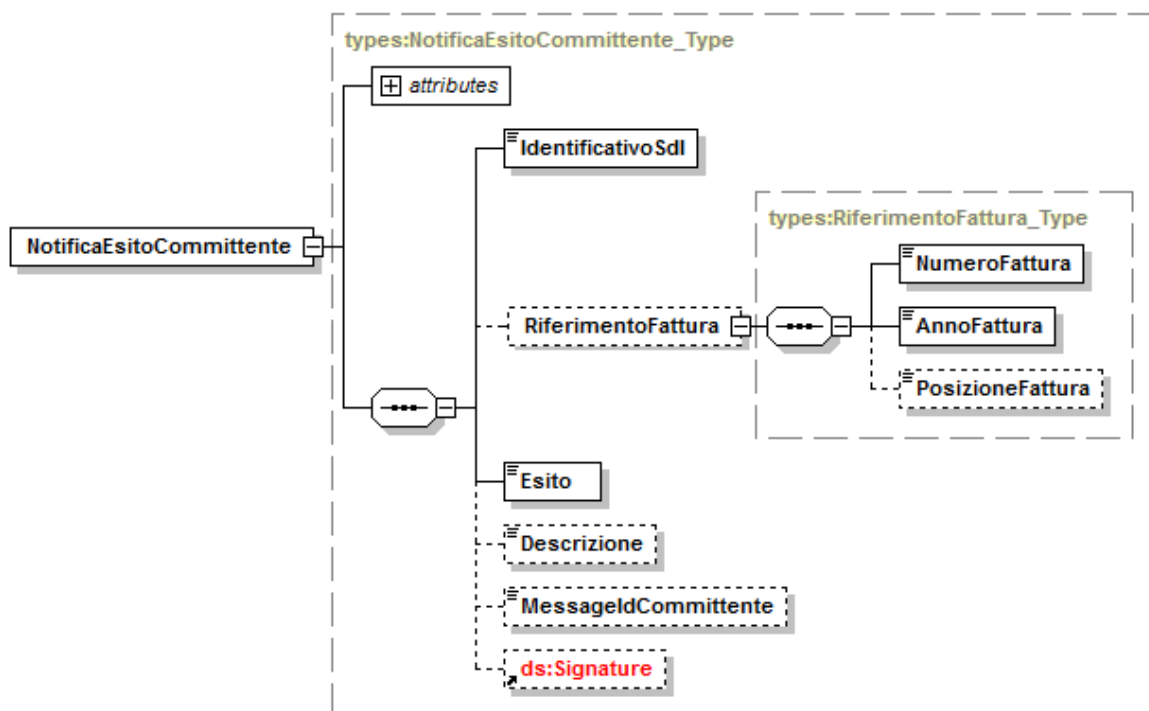 types:NotificaEsitoCommittente_Type
attributes
IdentificativoSdI
types:RiferimentoFattura_Type
NotificaEsitoCommittente
NumeroFattura
RiferimentoFattura
AnnoFattura
PosizioneFattura
Esito
Descrizione
MessageIdCommittente
ds:Signature